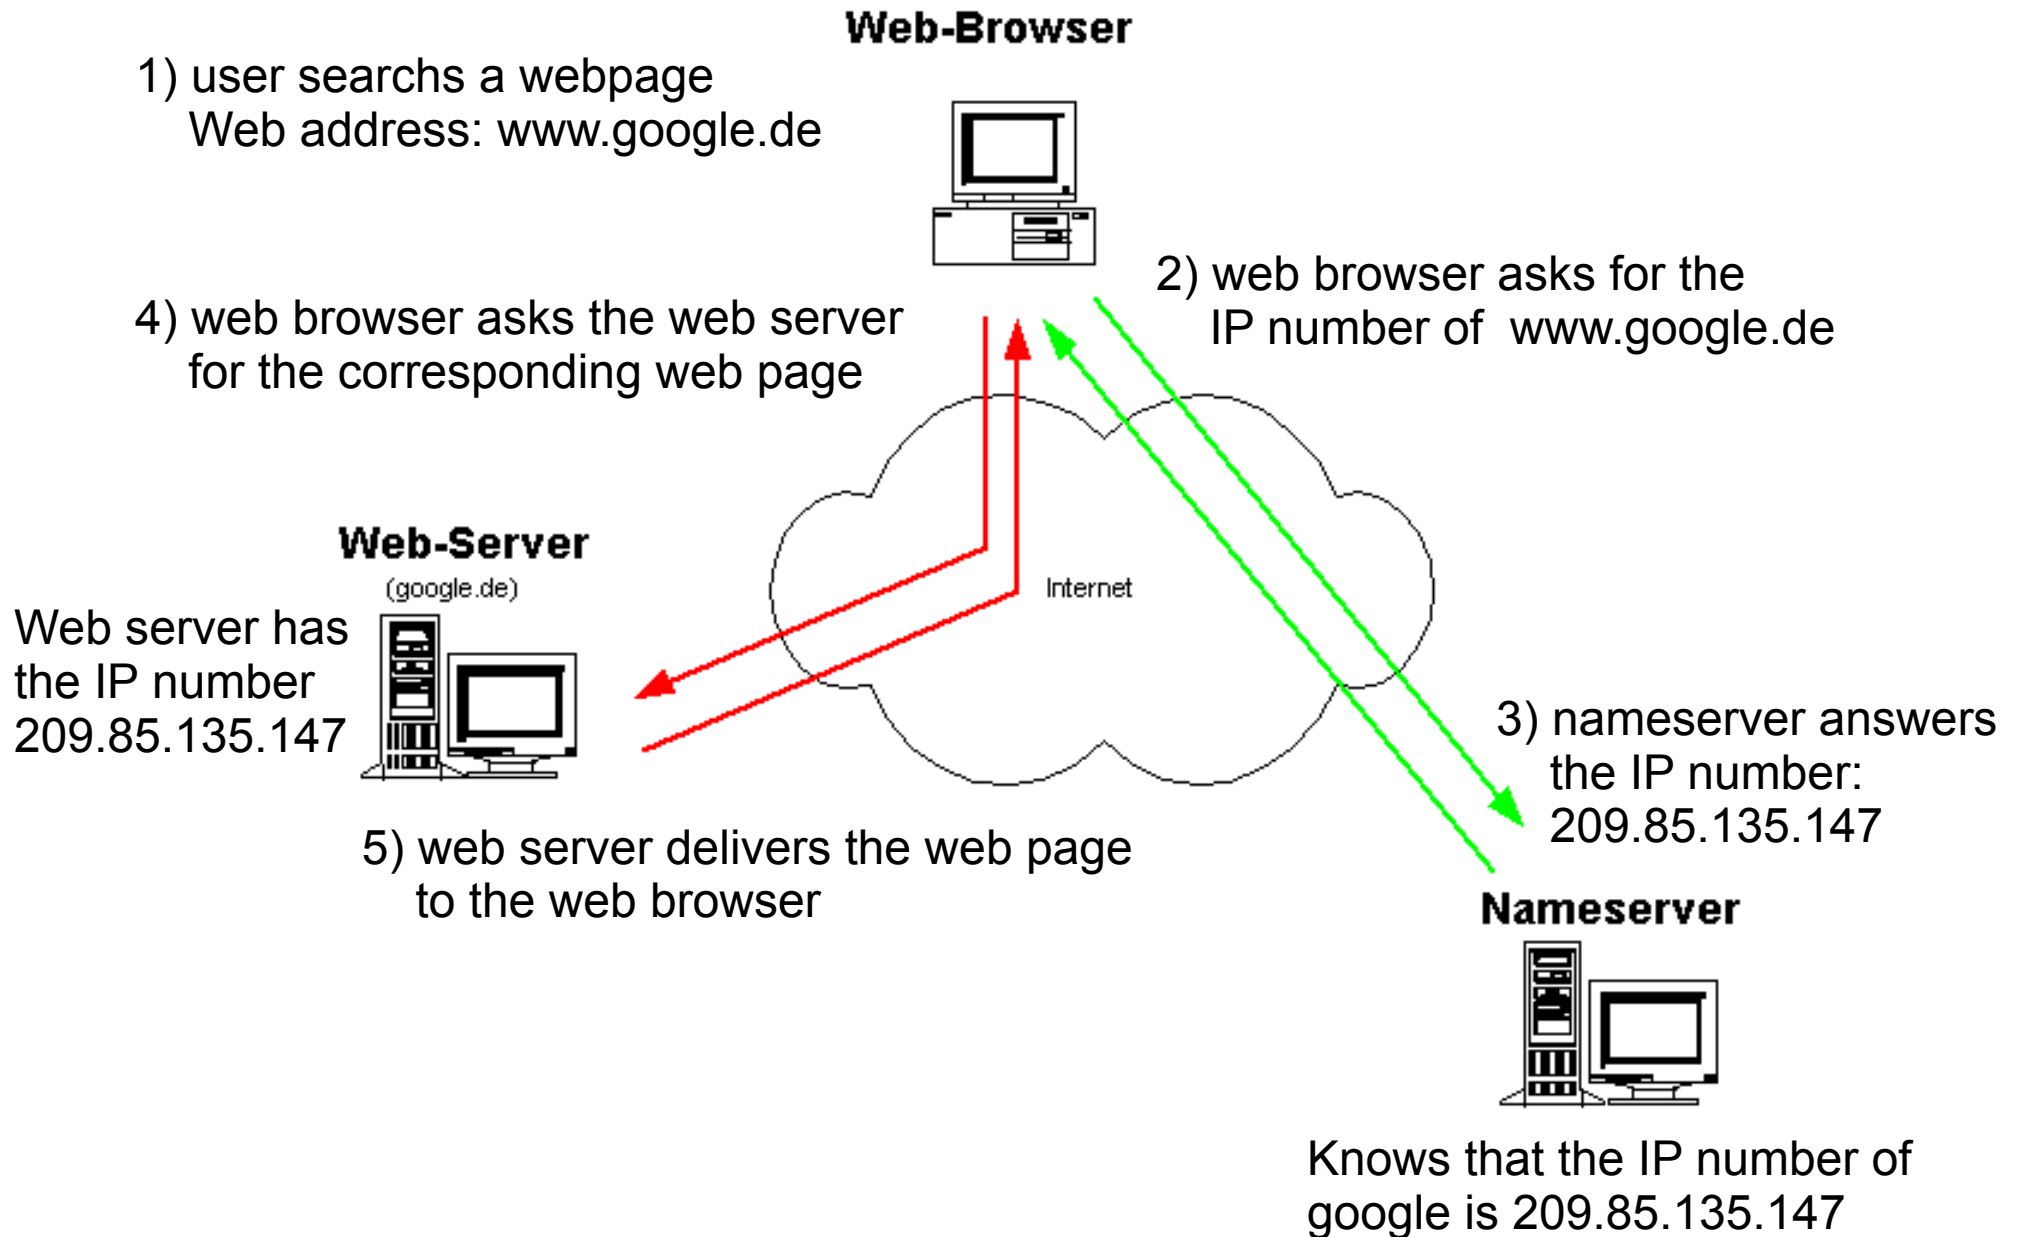 Web-Browser
1) user searchs a webpage
Web address: www.google.de
2) web browser asks for the
IP number of www.google.de
4) web browser asks the web server
for the corresponding web page
Web-Server
(google.de)
Internet
Web server has
the IP number
209.85.135.147
3) nameserver answers
the IP number:
209.85.135.147
5) web server delivers the web page
to the web browser
Nameserver
Knows that the IP number of
google is 209.85.135.147